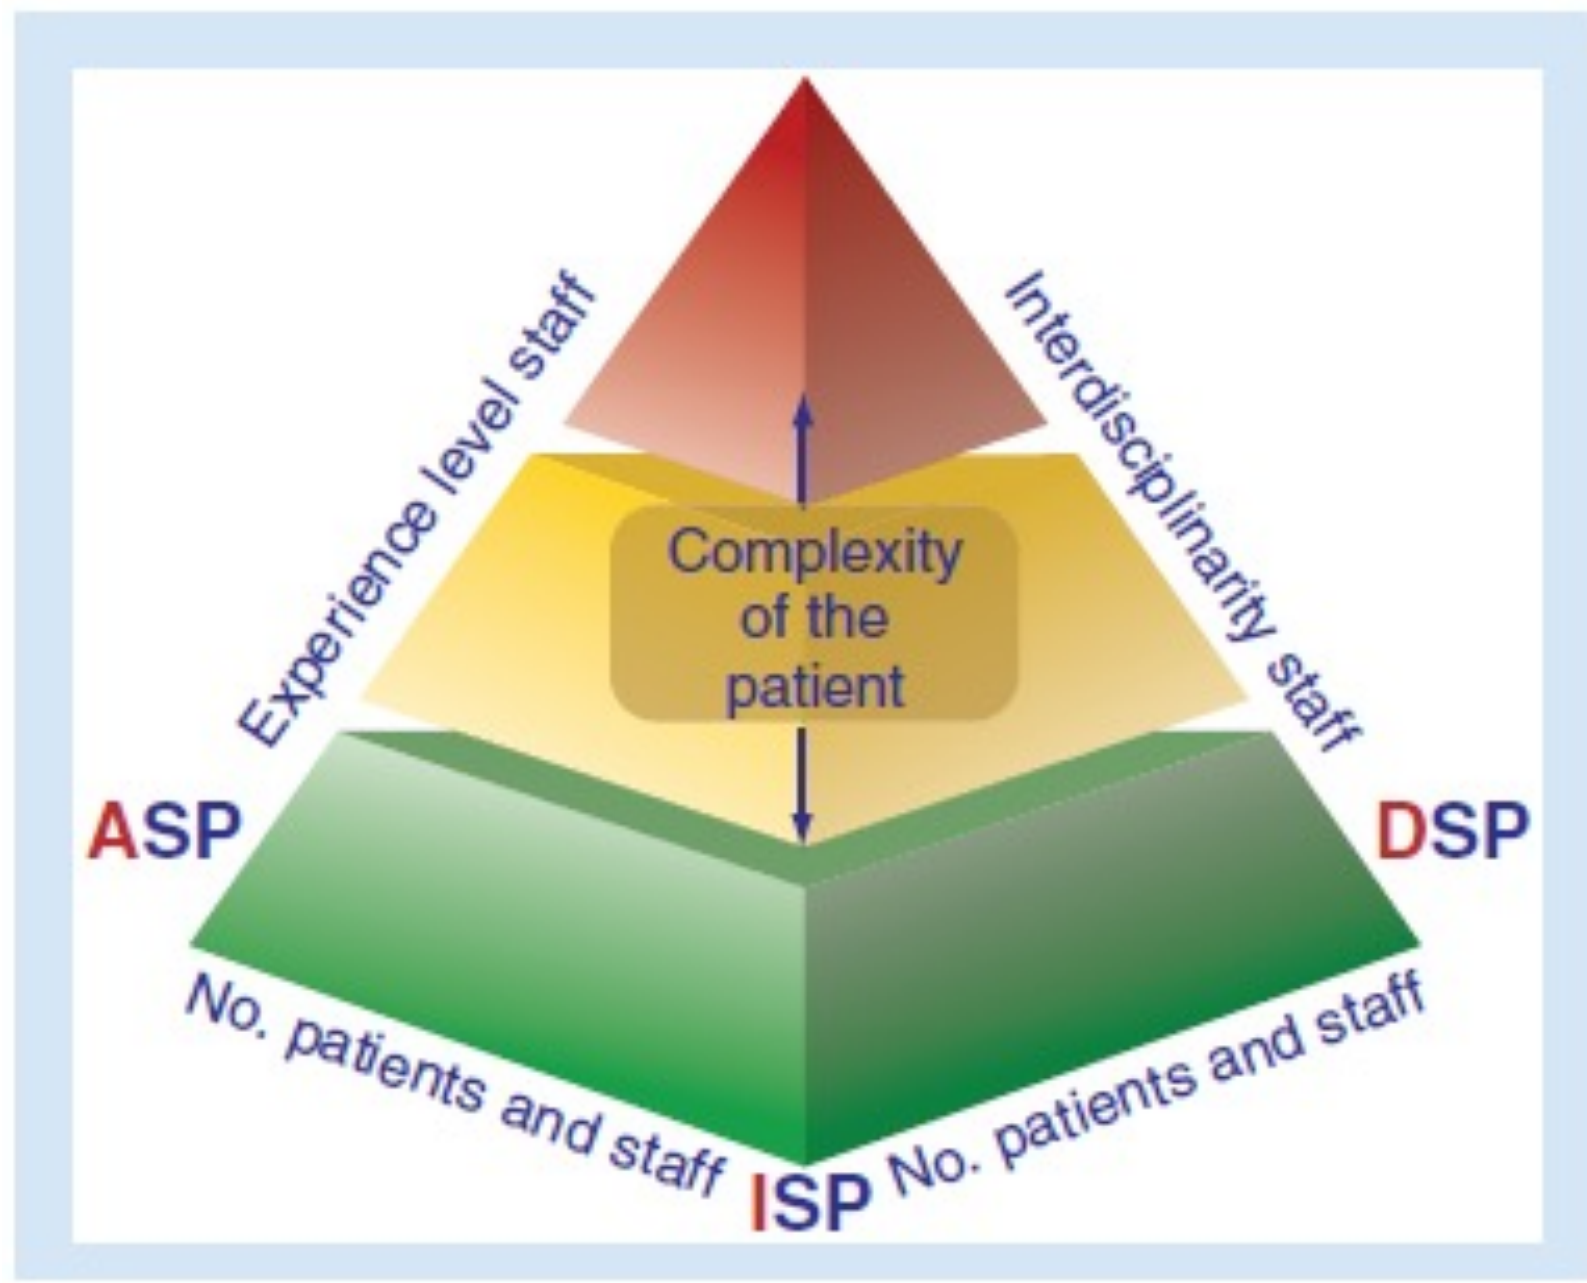 Experience level staff
Interdisciplinarity staff
Complexity
of the
patient
ASP
DSP
No. patients and staff
No. patients and staff
ISP